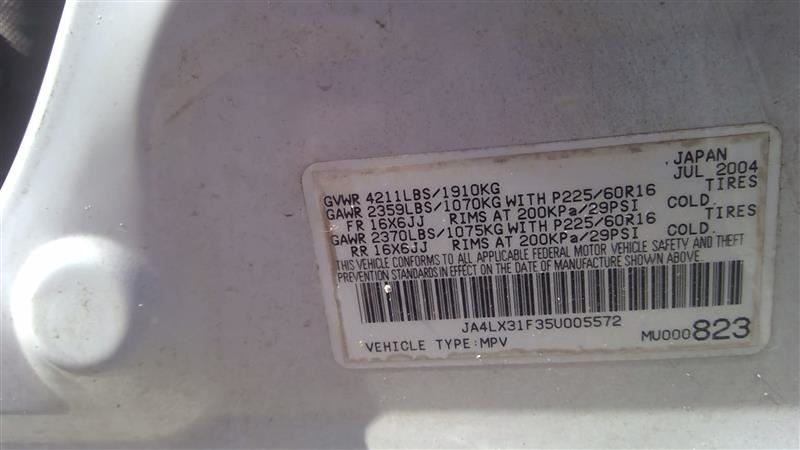 JAPAN
JUL 2004
GVWR 4211LBS/1910KG
GAWR 2359LBS/1070KG WITH P225/60R16 TIRES
FR 16X6JJ RIMS AT 200KPa/29PSI COLD.
GAWR 2370LBS/1075KG WITH P225/60R16 TIRES
RR 16X6JJ RIMS AT 200KPa/29PSI COLD.
THIS VEHICLE CONFORMS TO ALL APPLICABLE FEDERAL MOTOR VEHICLE SAFETY AND THEFT
PREVENTION STANDARDS IN EFFECT ON THE DATE OF MANUFACTURE SHOWN ABOVE.
JA4LX31F35U005572
VEHICLE TYPE:MPV MU000823